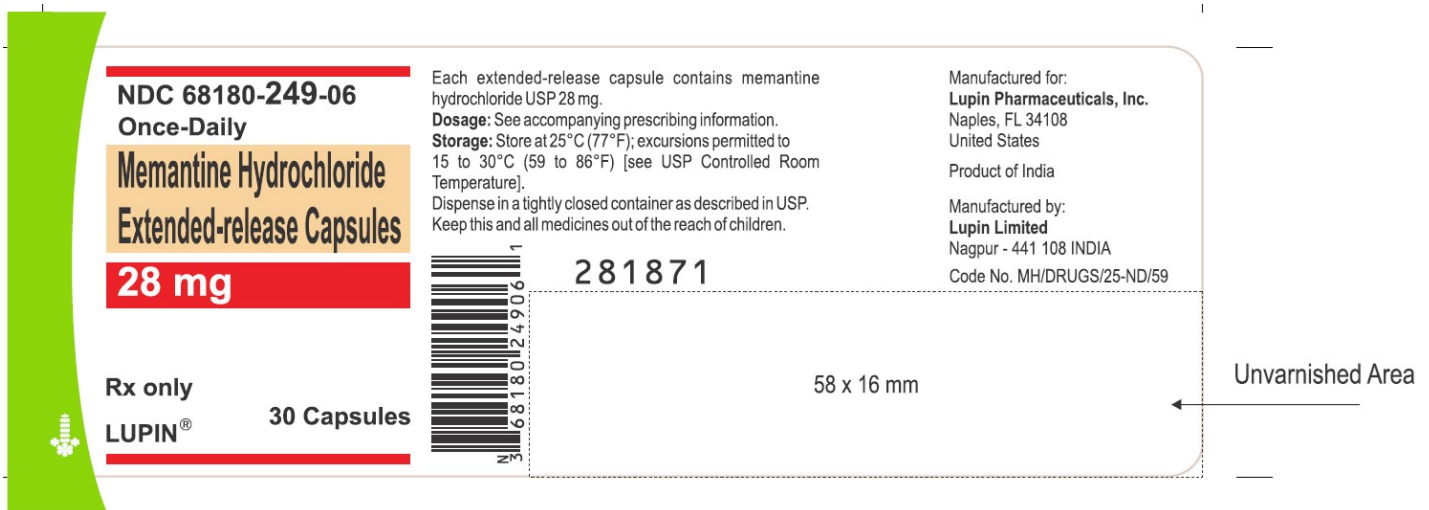 NDC 68180-249-06
Once-Daily
Memantine Hydrochloride
Extended-release Capsules
28 mg
Rx only
30 Capsules
LUPIN®
Each extended-release capsule contains memantine
hydrochloride USP 28 mg.
Dosage: See accompanying prescribing information.
Storage: Store at 25°C (77°F); excursions permitted to
15 to 30°C (59 to 86°F) [see USP Controlled Room
Temperature].
Dispense in a tightly closed container as described in USP.
Keep this and all medicines out of the reach of children.
N
3 68180 24906 1
281871
Manufactured for:
Lupin Pharmaceuticals, Inc.
Naples, FL 34108
United States
Product of India
Manufactured by:
Lupin Limited
Nagpur - 441 108 INDIA
Code No. MH/DRUGS/25-ND/59
58 x 16 mm
Unvarnished Area